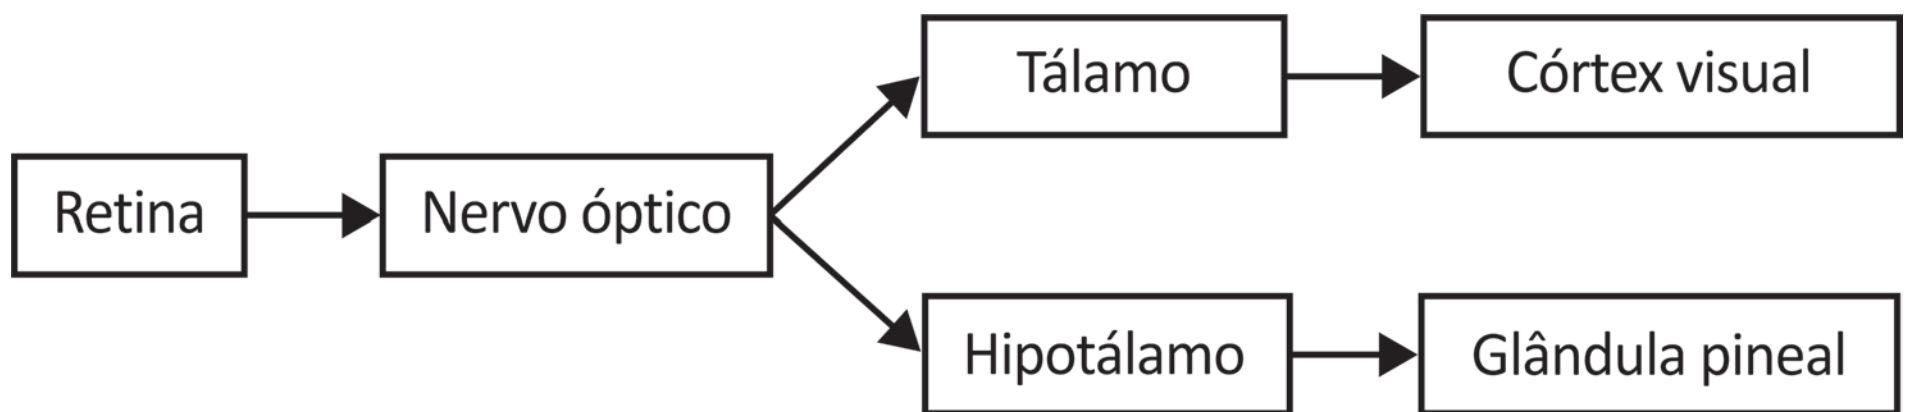 Tálamo
Córtex visual
Retina
Nervo óptico
Hipotálamo
Glândula pineal